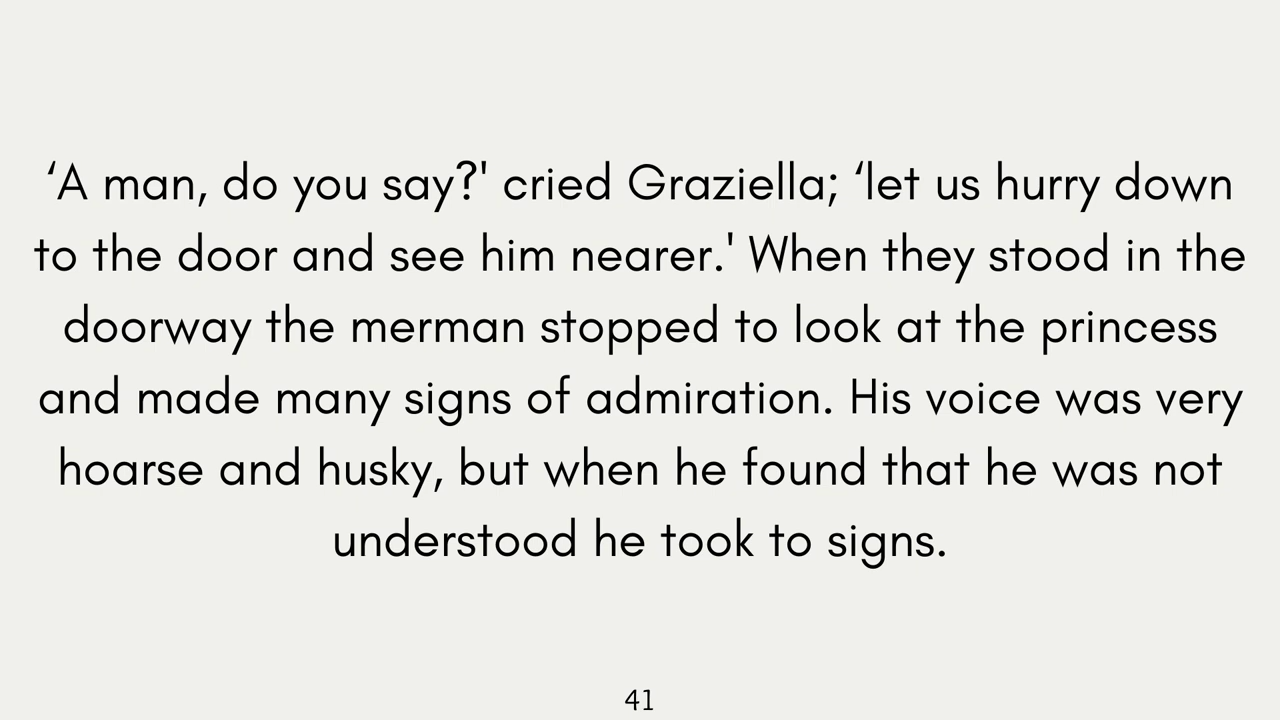 ‘A man, do you say?' cried Graziella; ‘let us hurry down
to the door and see him nearer.' When they stood in the
doorway the merman stopped to look at the princess
and made many signs of admiration. His voice was very
hoarse and husky, but when he found that he was not
understood he took to signs.
41